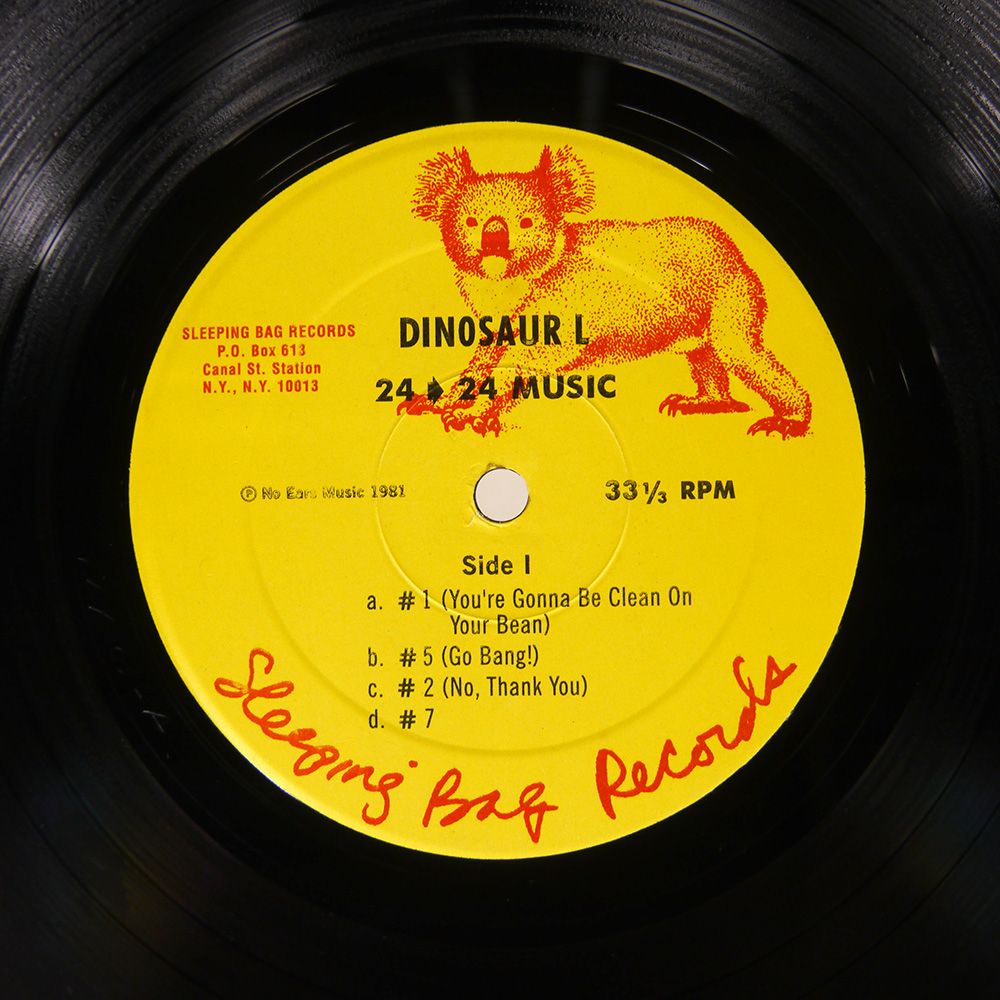 SLEEPING BAG RECORDS
P.O. Box 613
Canal St. Station
N.Y., N.Y. 10013
DINOSAUR L
24 → 24 MUSIC
℗ No Ears Music 1981
33 1/3 RPM
Side I
a. # 1 (You're Gonna Be Clean On
Your Bean)
b. # 5 (Go Bang!)
c. # 2 (No, Thank You)
d. # 7
Sleeping Bag Records